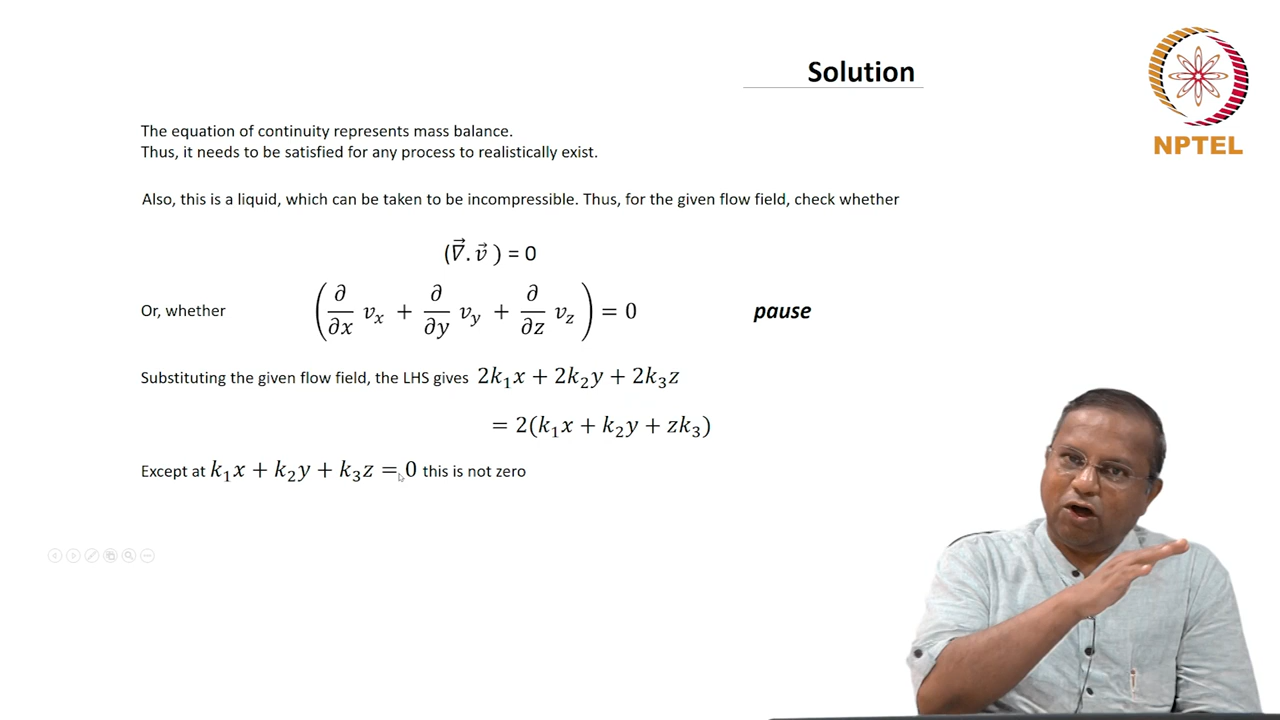 Solution
NPTEL
The equation of continuity represents mass balance.
Thus, it needs to be satisfied for any process to realistically exist.
Also, this is a liquid, which can be taken to be incompressible. Thus, for the given flow field, check whether
(∇⃗. v⃗ ) = 0
Or, whether (∂/∂x vₓ + ∂/∂y v_y + ∂/∂z v_z) = 0 pause
Substituting the given flow field, the LHS gives 2k₁x + 2k₂y + 2k₃z
= 2(k₁x + k₂y + zk₃)
Except at k₁x + k₂y + k₃z = 0 this is not zero